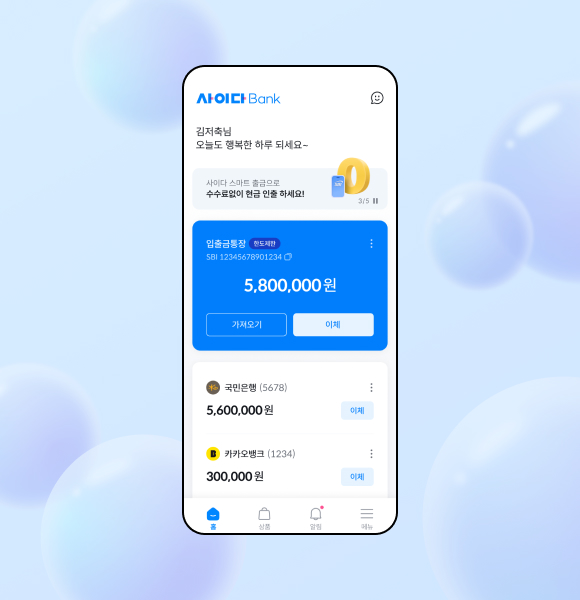 사이다Bank
김저축님
오늘도 행복한 하루 되세요~
사이다 스마트 출금으로
수수료없이 현금 인출 하세요!
0
3/5
입출금통장 한도제한
SBI 12345678901234
5,800,000원
가져오기 이체
국민은행 (5678)
5,600,000원 이체
카카오뱅크 (1234)
300,000원 이체
홈 상품 알림 메뉴